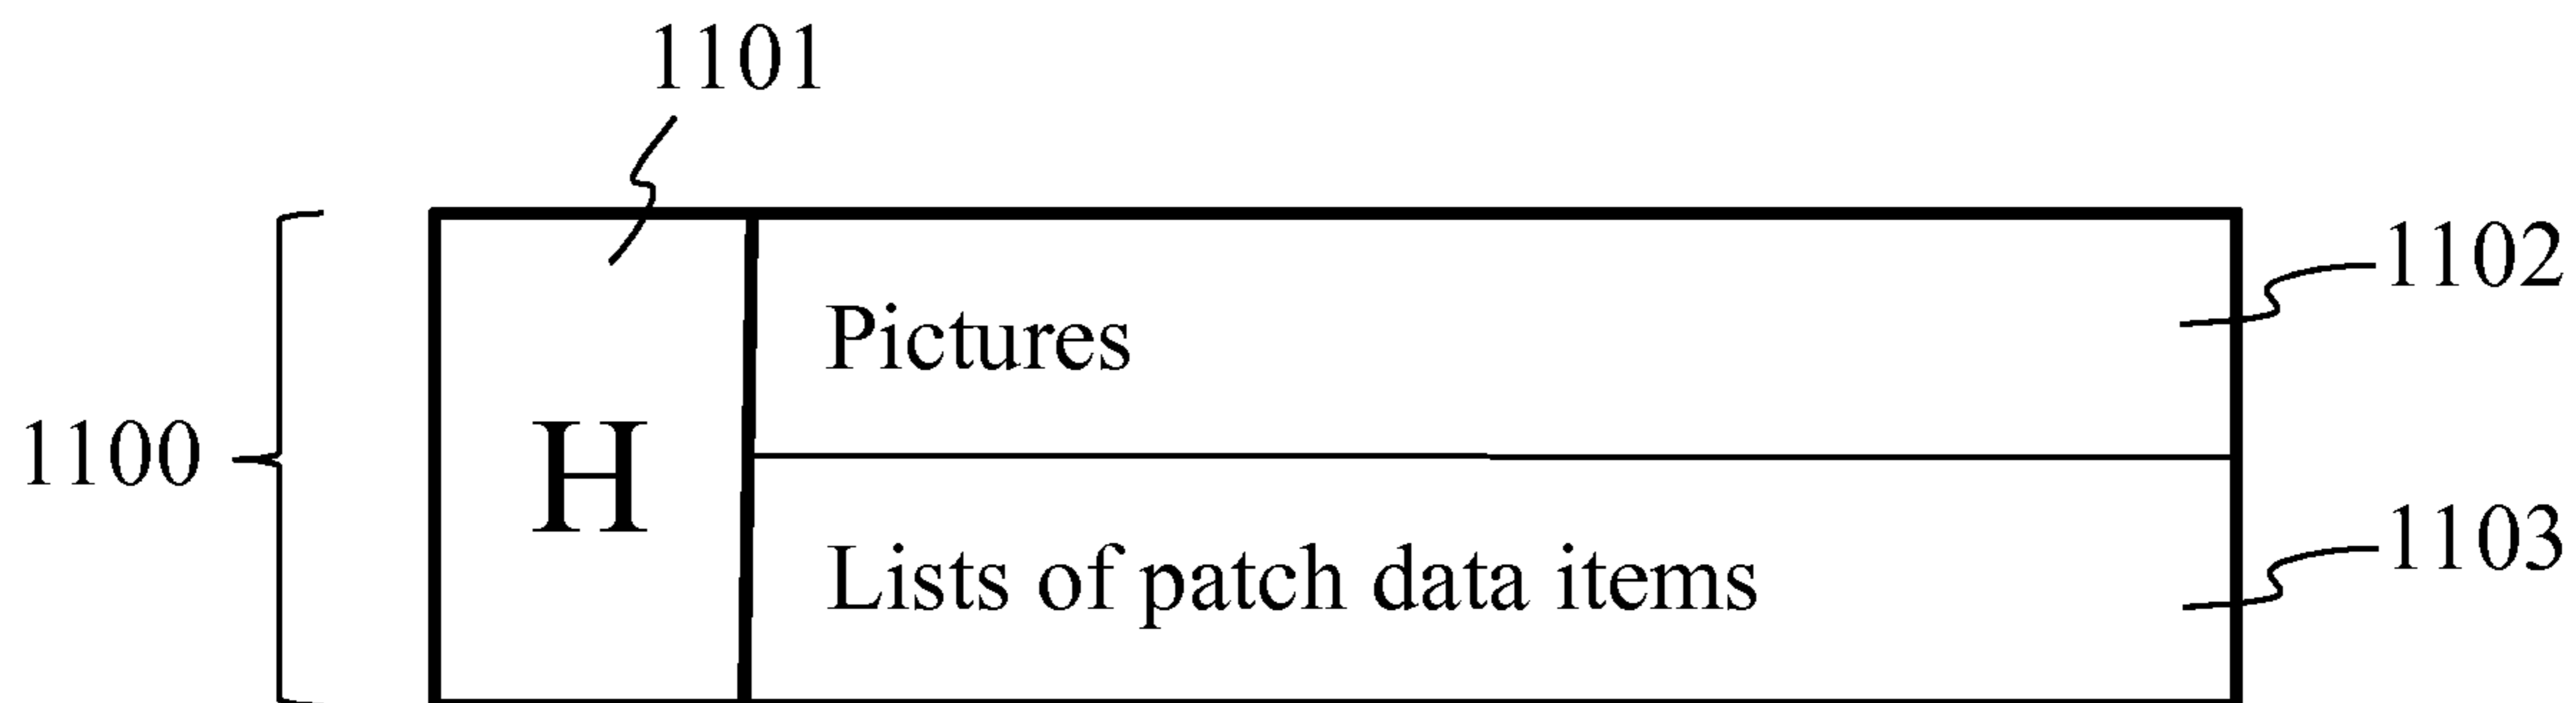 1101
1102
Pictures
1100
H
1103
Lists of patch data items